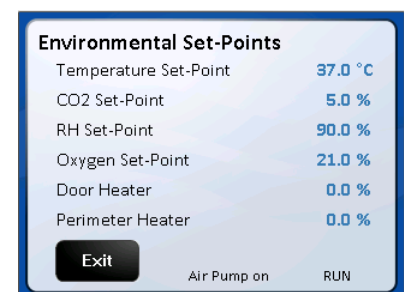 Environmental Set-Points
Temperature Set-Point 37.0 °C
CO2 Set-Point 5.0 %
RH Set-Point 90.0 %
Oxygen Set-Point 21.0 %
Door Heater 0.0 %
Perimeter Heater 0.0 %
Exit Air Pump on RUN